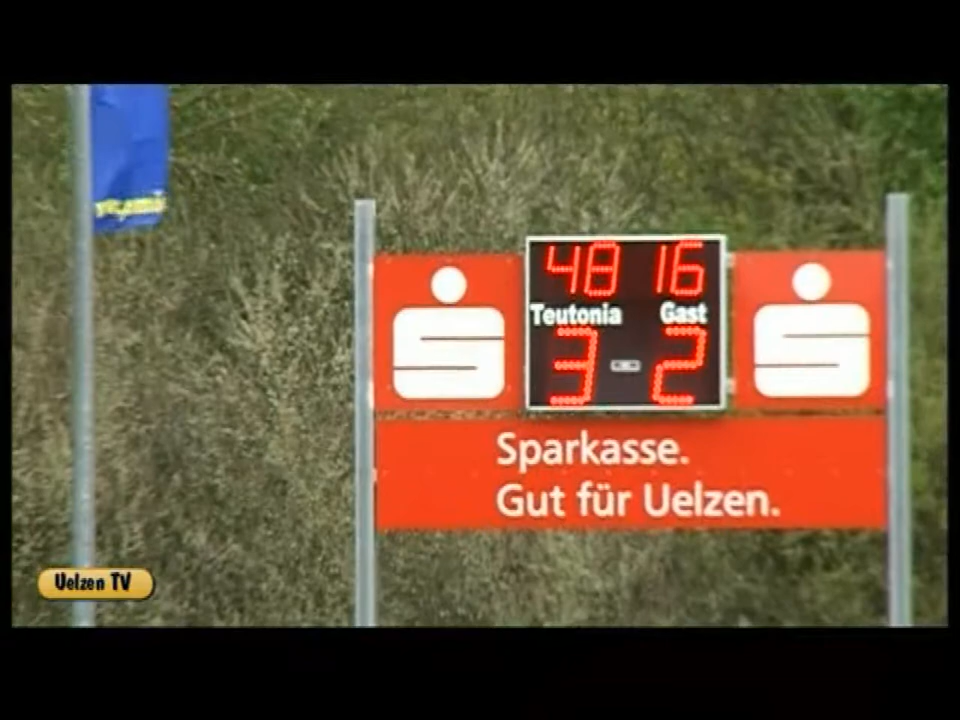 48 16
Teutonia Gast
3 - 2
Sparkasse.
Gut für Uelzen.
Uelzen TV